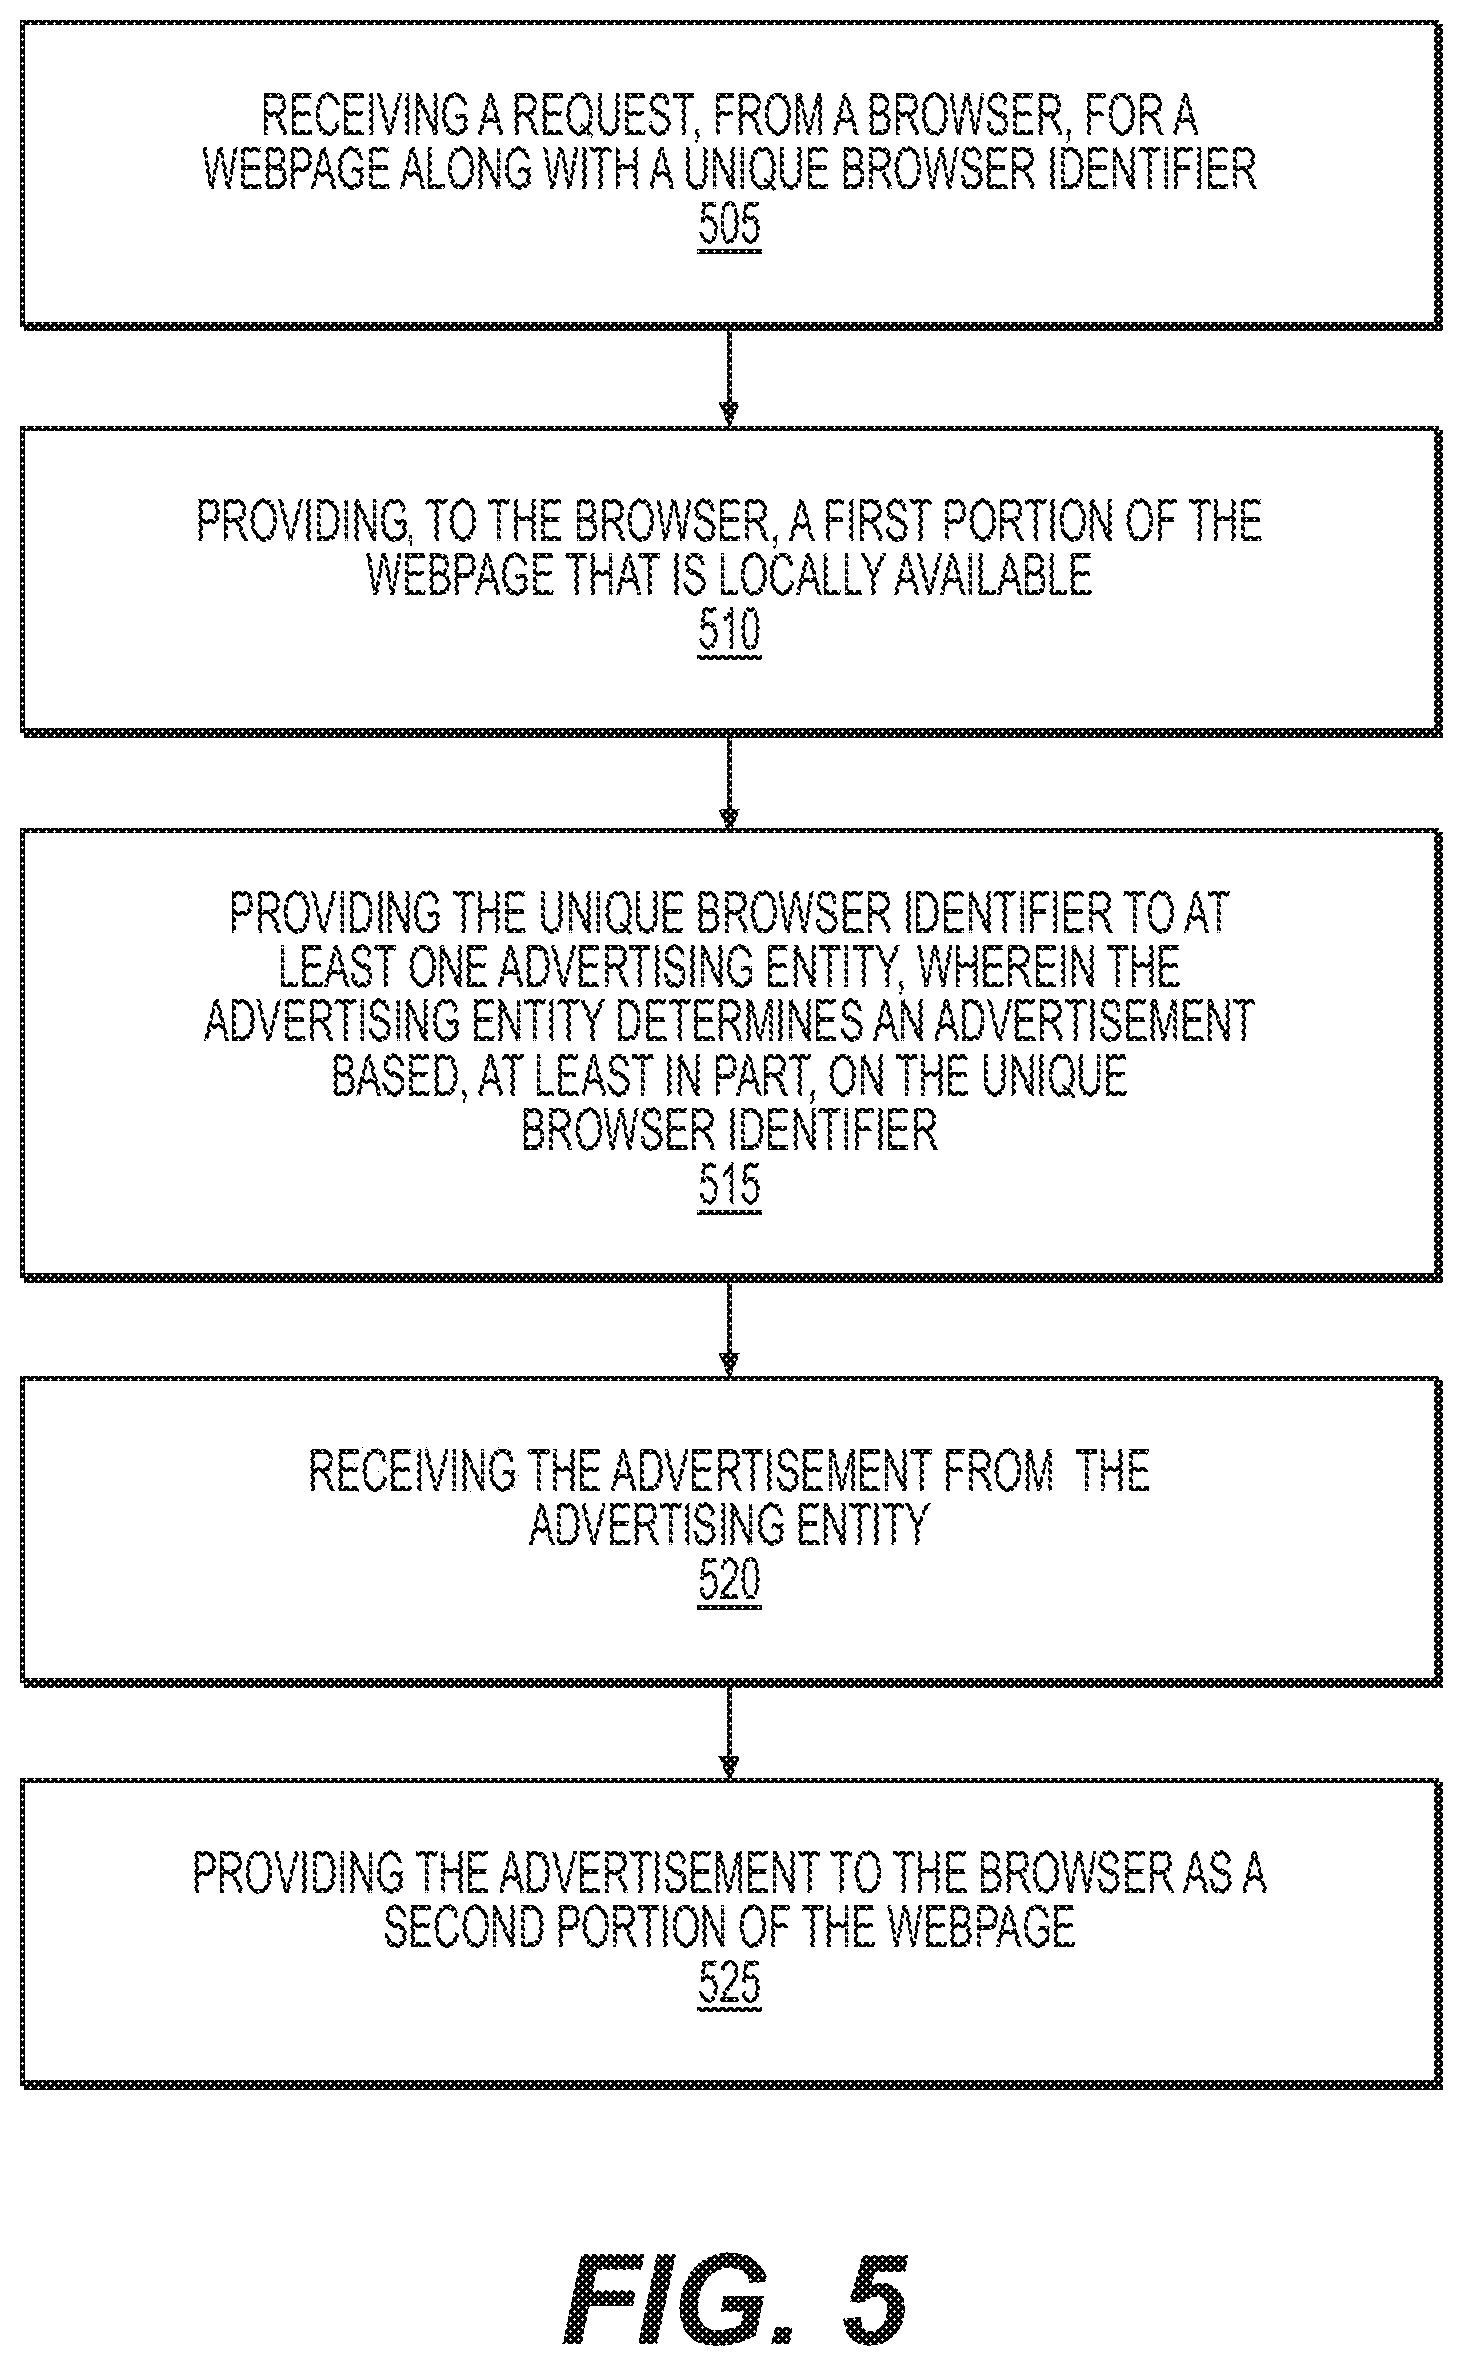 RECEIVING A REQUEST, FROM A BROWSER, FOR A
WEBPAGE ALONG WITH A UNIQUE BROWSER IDENTIFIER
505
PROVIDING, TO THE BROWSER, A FIRST PORTION OF THE
WEBPAGE THAT IS LOCALLY AVAILABLE
510
PROVIDING THE UNIQUE BROWSER IDENTIFIER TO AT
LEAST ONE ADVERTISING ENTITY, WHEREIN THE
ADVERTISING ENTITY DETERMINES AN ADVERTISEMENT
BASED, AT LEAST IN PART, ON THE UNIQUE
BROWSER IDENTIFIER
515
RECEIVING THE ADVERTISEMENT FROM THE
ADVERTISING ENTITY
520
PROVIDING THE ADVERTISEMENT TO THE BROWSER AS A
SECOND PORTION OF THE WEBPAGE
525
FIG. 5